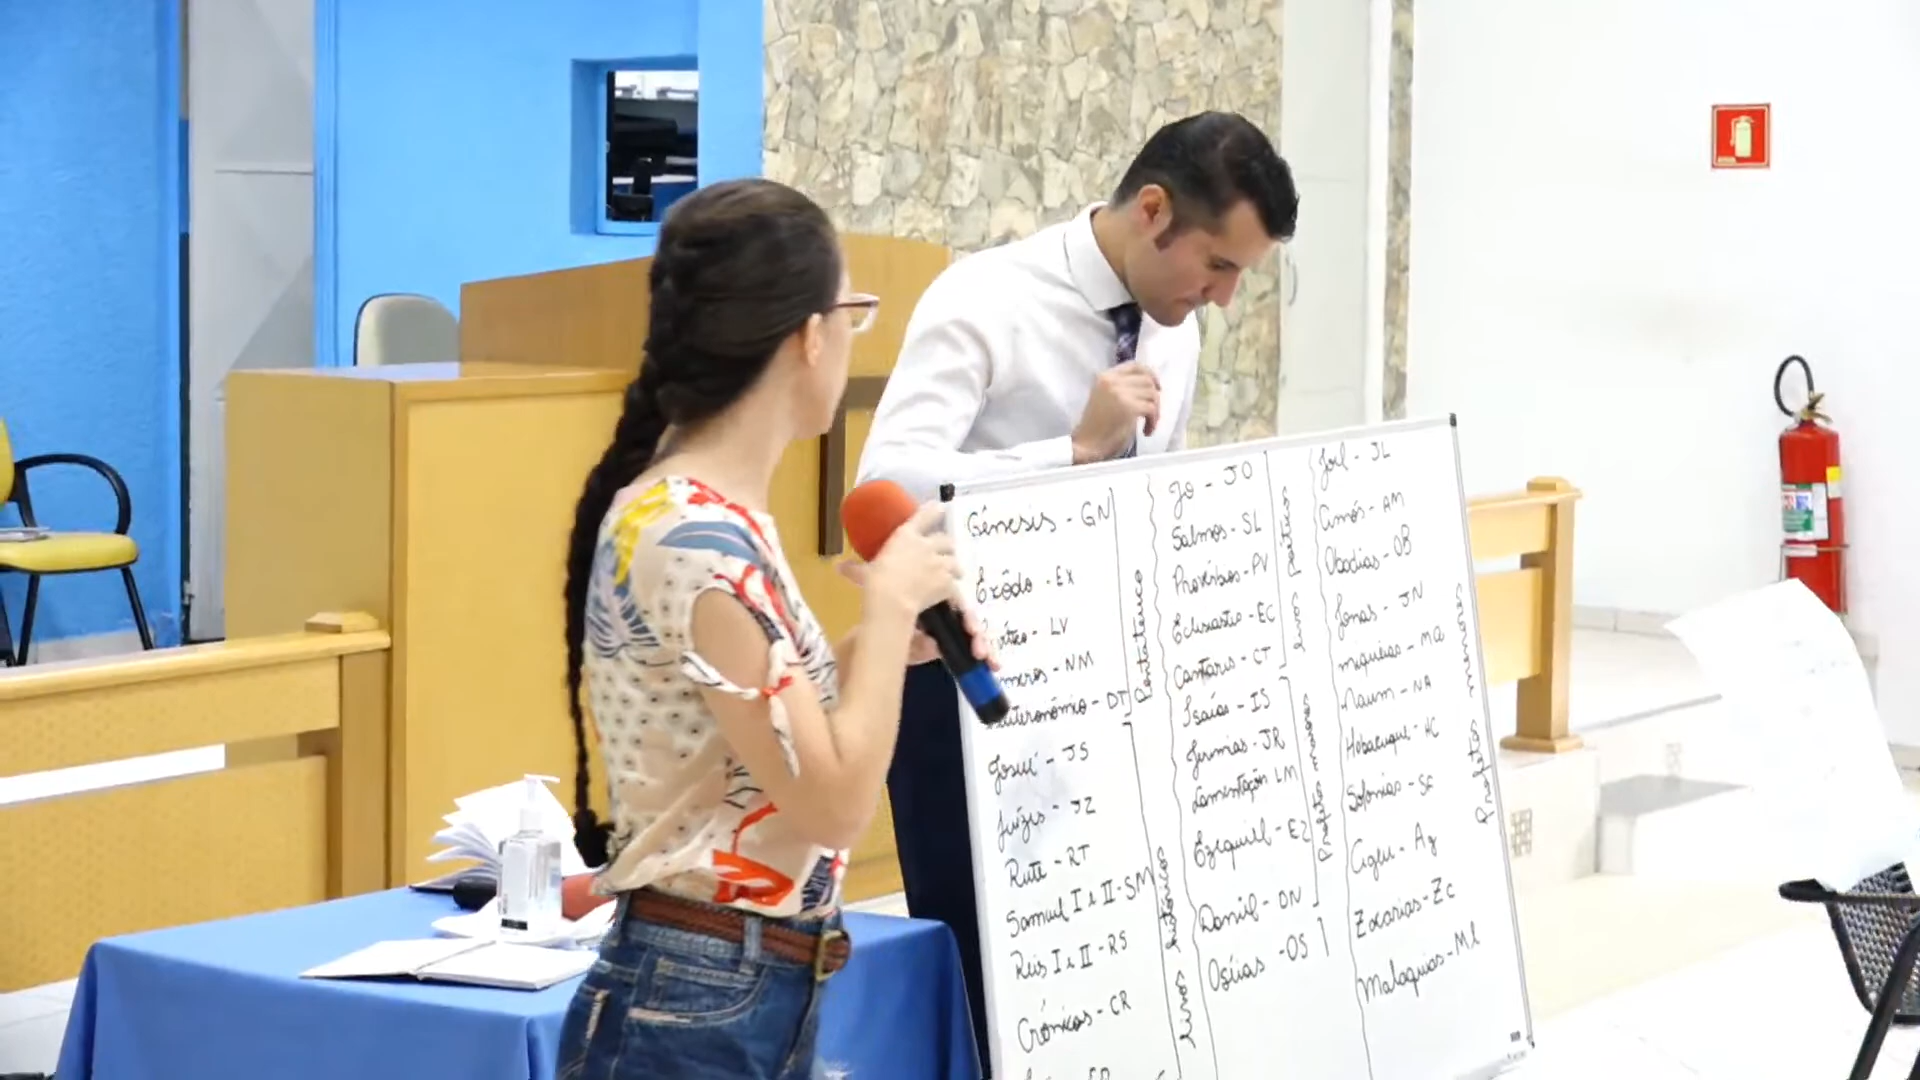 Gênesis - GN
Êxodo - EX
- LV
- NM
- DT
Pentateuco
Josué - JS
Juízes - JZ
Rute - RT
Samuel I e II - SM
Reis I e II - RS
Crônicas - CR
Livros históricos
Jó - JO
Salmos - SL
Provérbios - PV
- EC
- CT
livros poéticos
Isaías - IS
Jeremias - JR
Lamentações LM
Ezequiel - EZ
Daniel - DN
Profetas maiores
Oséias - OS
Joel - JL
Amós - AM
Obadias - OB
Jonas - JN
miquéias - MQ
Naum - NA
Habacuque - HC
Sofonias - SF
Ageu - Ag
Zacarias - Zc
Malaquias - Ml
Profetas menores